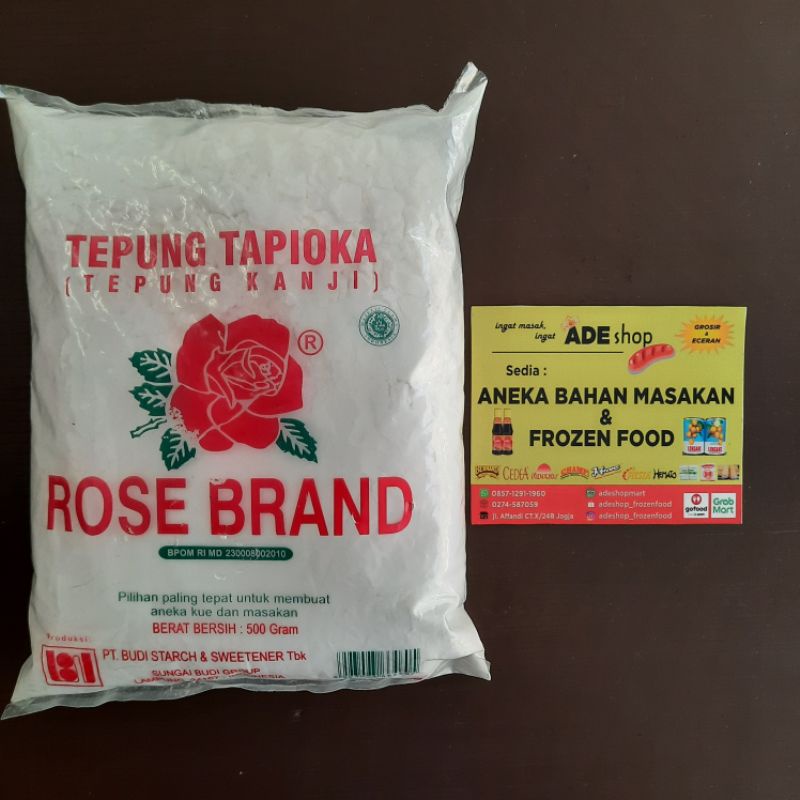 TEPUNG TAPIOKA
(TEPUNG KANJI)
®
ROSE BRAND
BPOM RI MD 230008002010
Pilihan paling tepat untuk membuat
aneka kue dan masakan
BERAT BERSIH : 500 Gram
Produksi:
PT. BUDI STARCH & SWEETENER Tbk
SUNGAI BUDI GROUP
ingat masak,
ingat ADE shop
GROSIR
&
ECERAN
Sedia :
ANEKA BAHAN MASAKAN
&
FROZEN FOOD
CEDEA
CHAMP
FIESTA
0857-1291-1960
0274-587059
Jl. Affandi CT.X/24B Jogja
adeshopmart
adeshop_frozenfood
adeshop_frozenfood
gofood
Grab
Mart